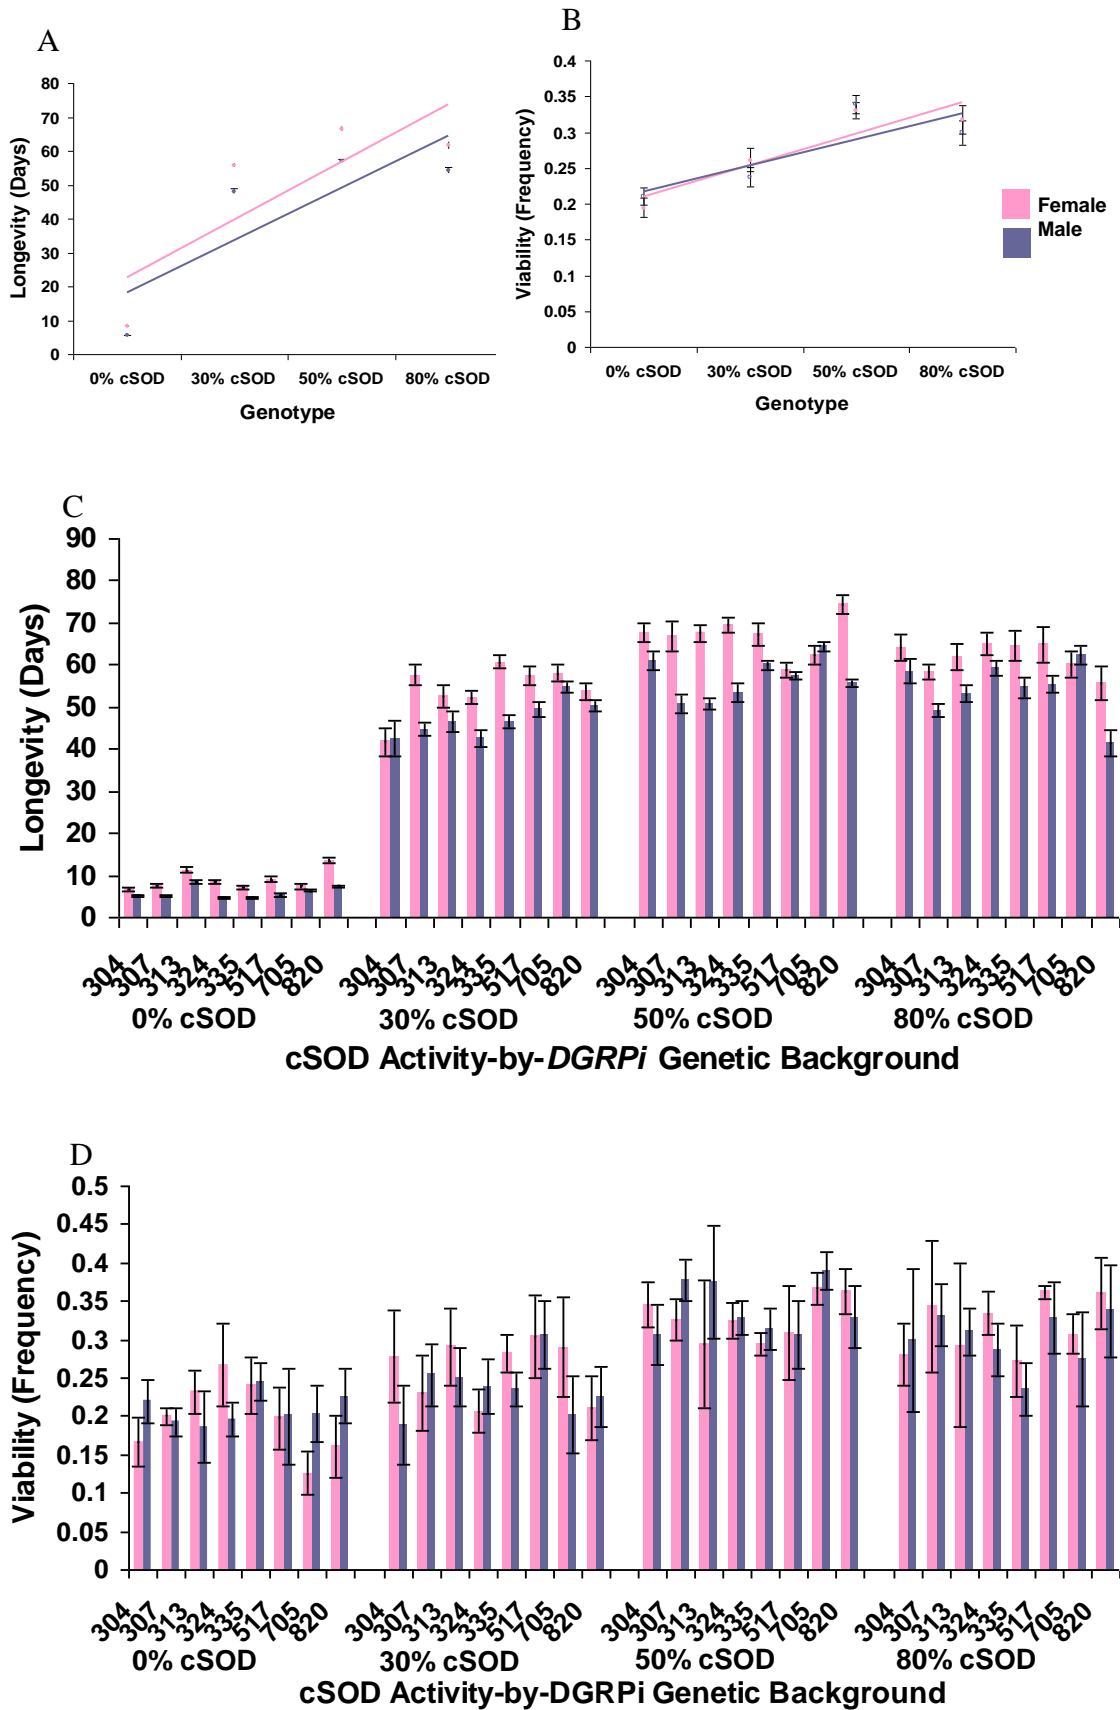 A
80
70
60
50
40
30
20
10
0
Longevity (Days)
0% cSOD 30% cSOD 50% cSOD 80% cSOD
Genotype
B
0.4
0.35
0.3
0.25
0.2
0.15
0.1
0.05
0
Viability (Frequency)
0% cSOD 30% cSOD 50% cSOD 80% cSOD
Genotype
Female
Male
C
90
80
70
60
50
40
30
20
10
0
Longevity (Days)
304 307 313 324 335 517 705 820 304 307 313 324 335 517 705 820 304 307 313 324 335 517 705 820 304 307 313 324 335 517 705 820
0% cSOD 30% cSOD 50% cSOD 80% cSOD
cSOD Activity-by-DGRPi Genetic Background
D
0.5
0.45
0.4
0.35
0.3
0.25
0.2
0.15
0.1
0.05
0
Viability (Frequency)
304 307 313 324 335 517 705 820 304 307 313 324 335 517 705 820 304 307 313 324 335 517 705 820 304 307 313 324 335 517 705 820
0% cSOD 30% cSOD 50% cSOD 80% cSOD
cSOD Activity-by-DGRPi Genetic Background